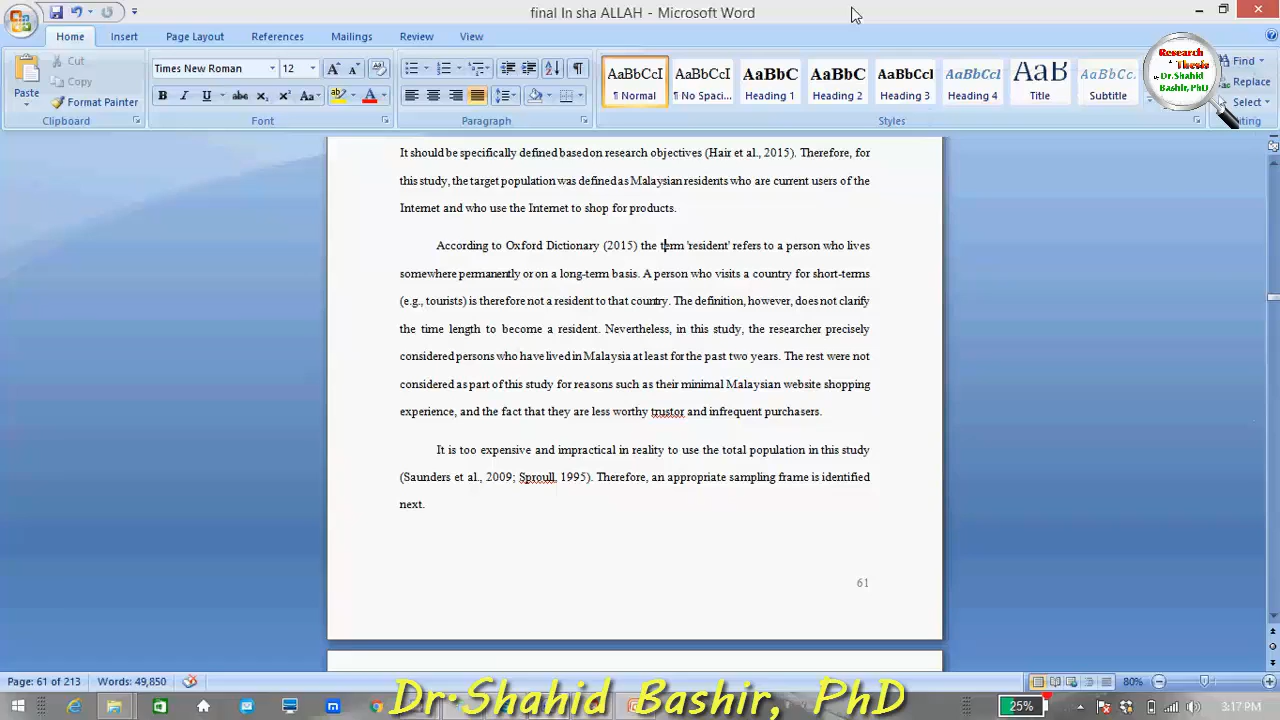 final In sha ALLAH - Microsoft Word
Home Insert Page Layout References Mailings Review View
Paste
Cut
Copy
Format Painter
Clipboard
Times New Roman 12
B I U abc x₂ x² Aa
Font
Paragraph
AaBbCcI AaBbCcI AaBbC AaBbC AaBbCcI AaBbCcI AaB AaBbCc.
¶ Normal ¶ No Spaci... Heading 1 Heading 2 Heading 3 Heading 4 Title Subtitle
Styles
Research
Thesis
Dr.Shahid
Bashir, PhD
Find
Replace
Select
iting
It should be specifically defined based on research objectives (Hair et al., 2015). Therefore, for
this study, the target population was defined as Malaysian residents who are current users of the
Internet and who use the Internet to shop for products.
According to Oxford Dictionary (2015) the term 'resident' refers to a person who lives
somewhere permanently or on a long-term basis. A person who visits a country for short-terms
(e.g., tourists) is therefore not a resident to that country. The definition, however, does not clarify
the time length to become a resident. Nevertheless, in this study, the researcher precisely
considered persons who have lived in Malaysia at least for the past two years. The rest were not
considered as part of this study for reasons such as their minimal Malaysian website shopping
experience, and the fact that they are less worthy trustor and infrequent purchasers.
It is too expensive and impractical in reality to use the total population in this study
(Saunders et al., 2009; Sproull, 1995). Therefore, an appropriate sampling frame is identified
next.
61
Page: 61 of 213 Words: 49,850 80%
Dr:Shahid Bashir, PhD
25% 3:17 PM